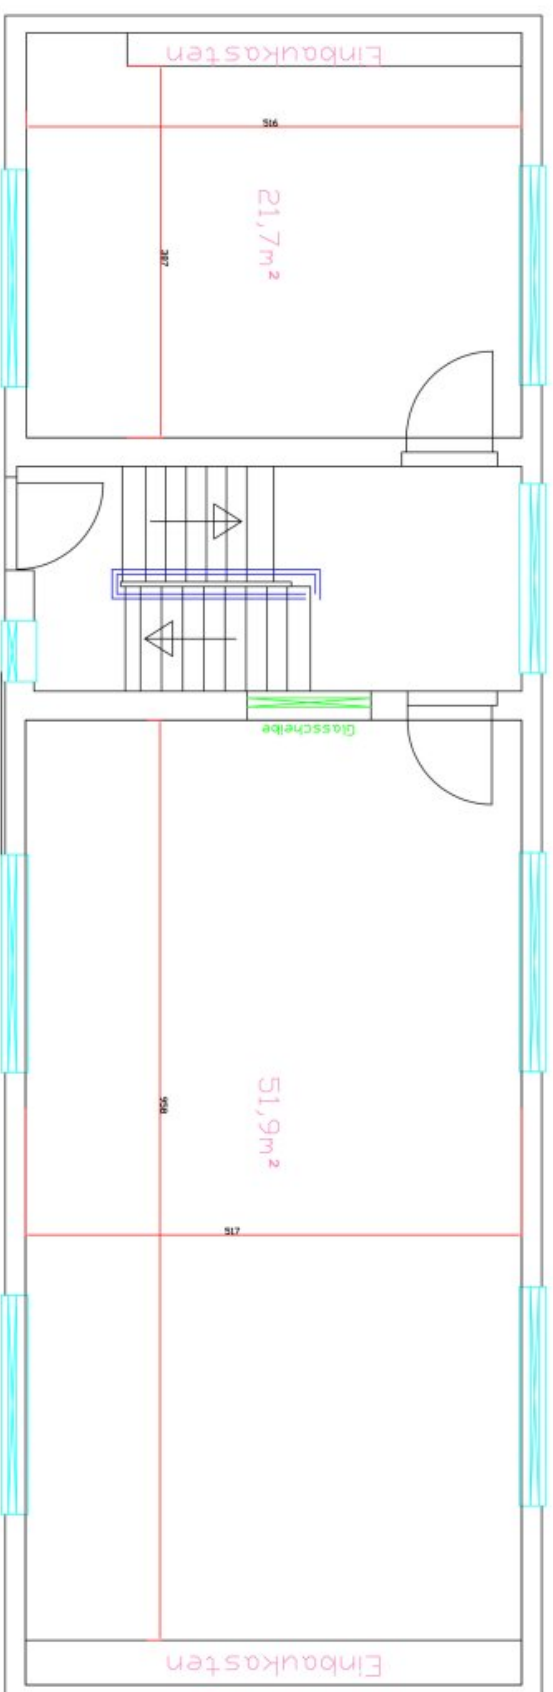 Einbaukasten
516
21,7m²
387
Glasscheibe
51,9m²
958
517
Einbaukasten